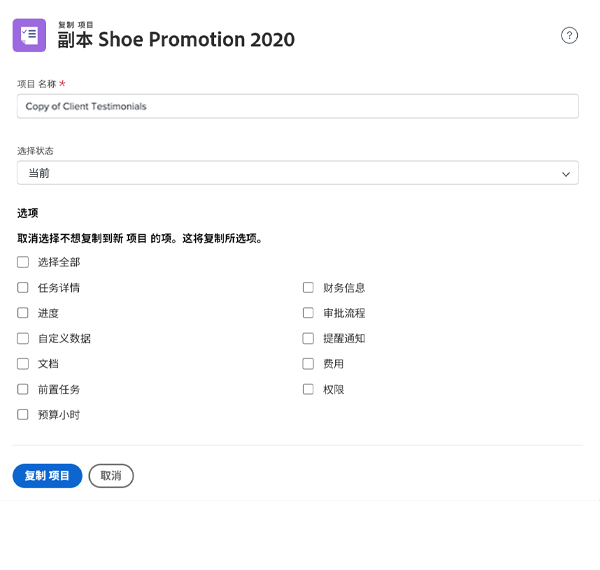 复制 项目
副本 Shoe Promotion 2020
?
项目 名称 *
Copy of Client Testimonials
选择状态
当前
选项
取消选择不想复制到新 项目 的项。这将复制所选项。
选择全部
任务详情
财务信息
进度
审批流程
自定义数据
提醒通知
文档
费用
前置任务
权限
预算小时
复制 项目
取消